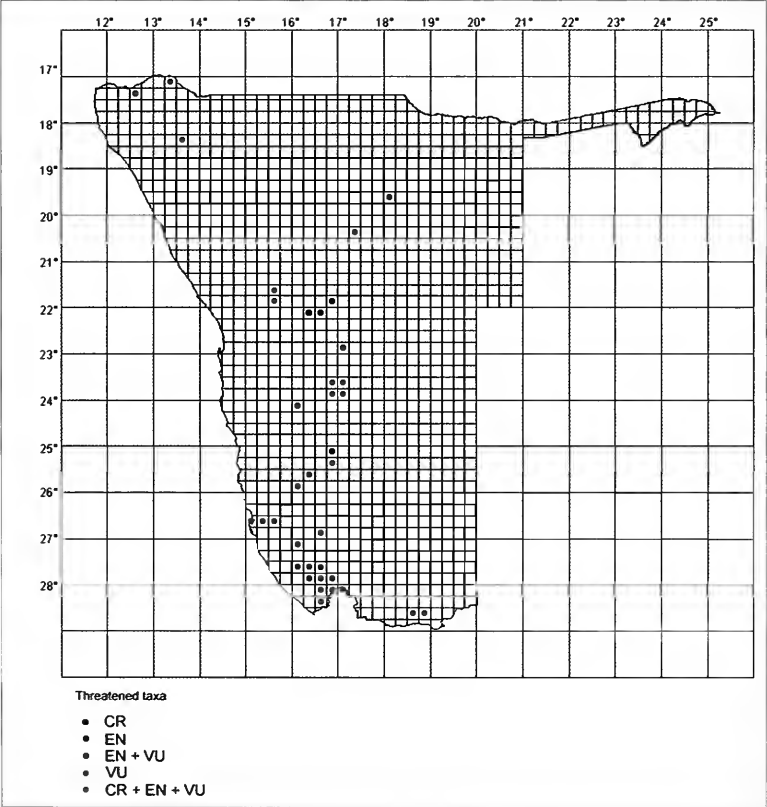 12° 13° 14° 15° 16° 17° 18° 19° 20° 21° 22° 23° 24° 25°
17°
18°
19°
20°
21°
22°
23°
24°
25°
26°
27°
28°
Threatened taxa
CR
EN
EN + VU
VU
CR + EN + VU